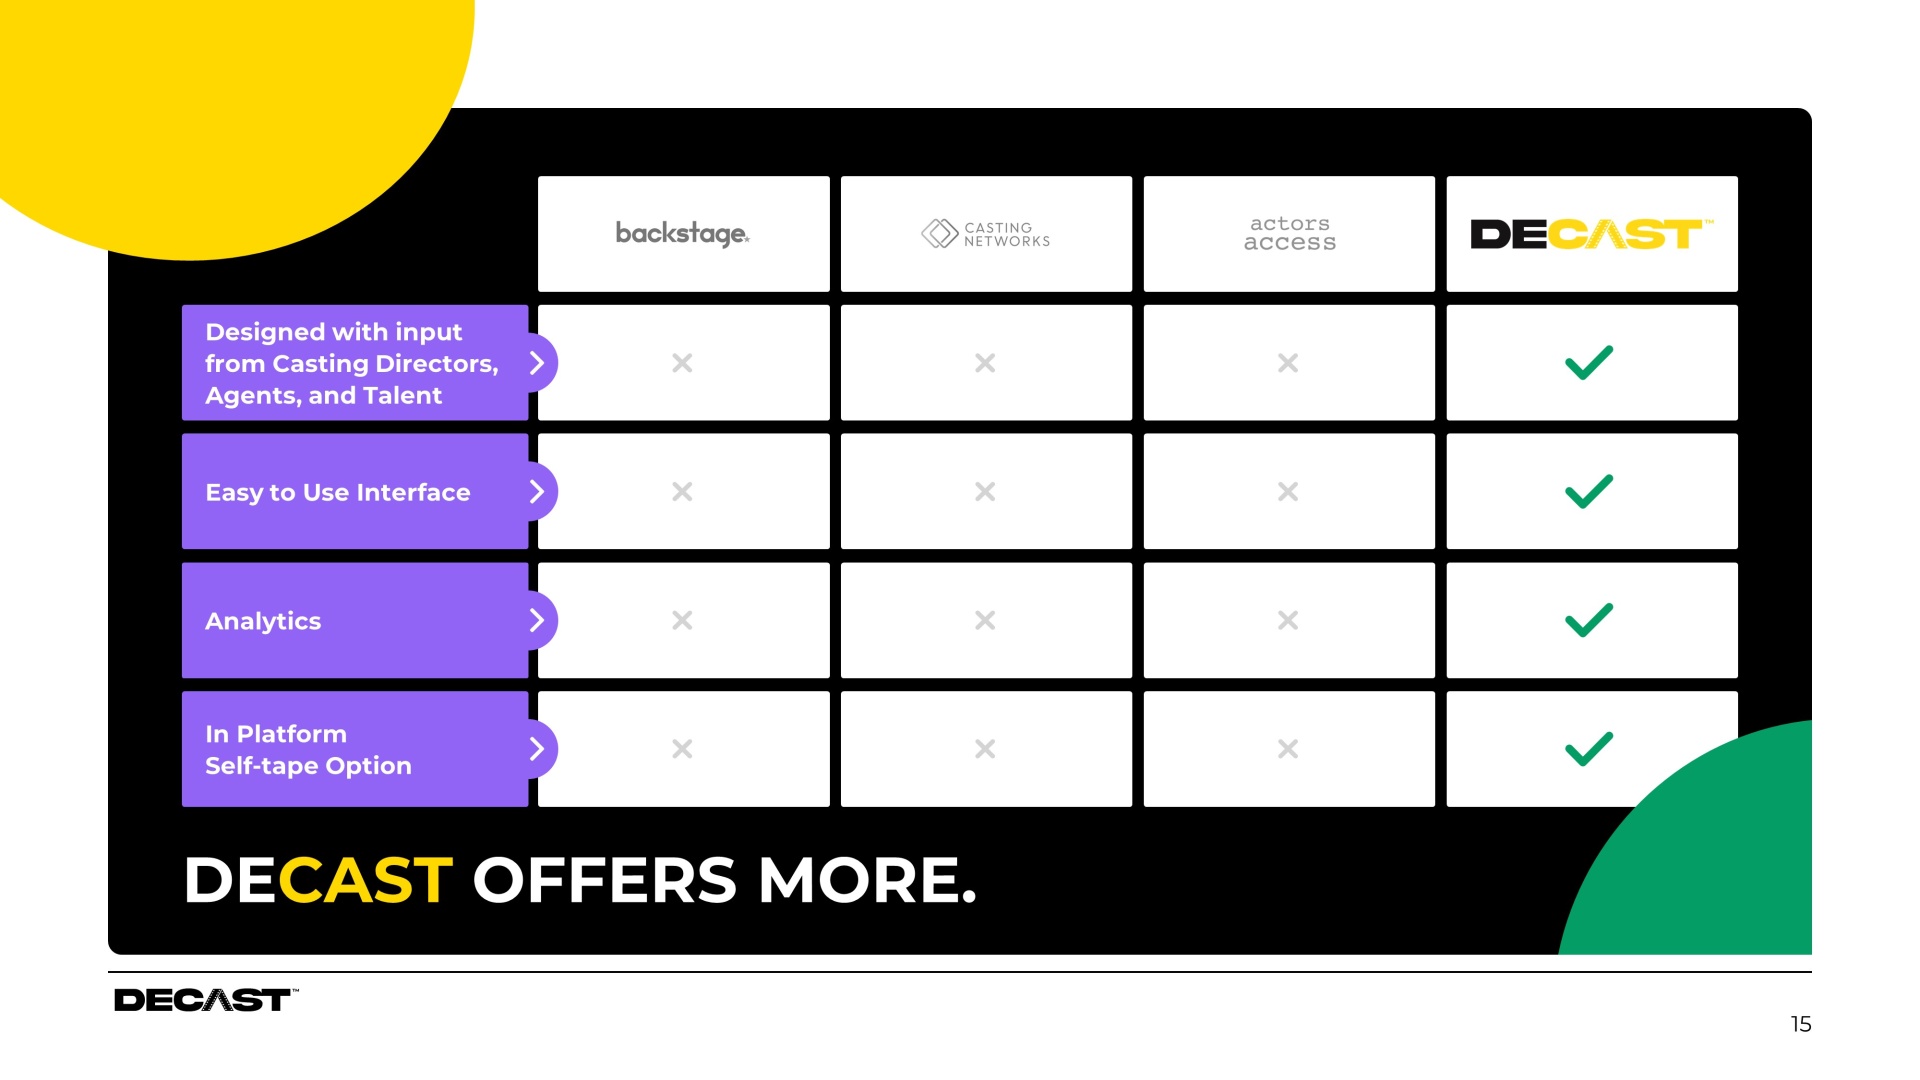 backstage
CASTING
NETWORKS
actors
access
DECAST™
Designed with input
from Casting Directors,
Agents, and Talent
Easy to Use Interface
Analytics
In Platform
Self-tape Option
DECAST OFFERS MORE.
DECAST™
15